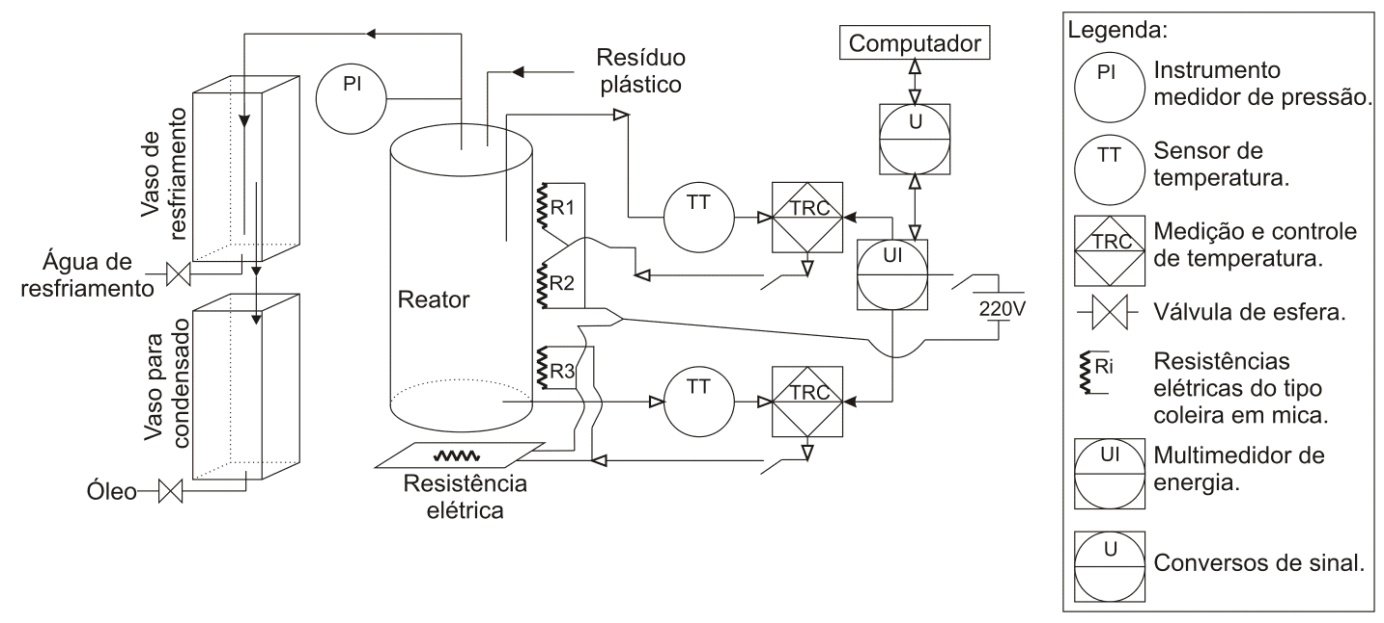 Resíduo
plástico
PI
Computador
U
Vaso de
resfriamento
TT
TRC
R1
UI
Água de
resfriamento
R2
Reator
220V
R3
TT
TRC
Vaso para
condensado
Óleo
Resistência
elétrica
Legenda:
PI
Instrumento
medidor de pressão.
TT
Sensor de
temperatura.
TRC
Medição e controle
de temperatura.
Válvula de esfera.
Ri
Resistências
elétricas do tipo
coleira em mica.
UI
Multimedidor de
energia.
U
Conversos de sinal.